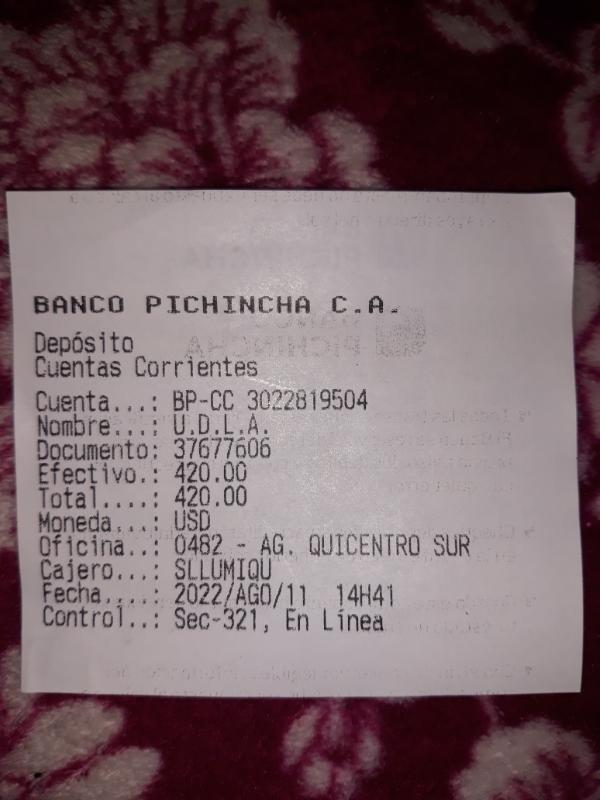 BANCO PICHINCHA C.A.
Depósito
Cuentas Corrientes
Cuenta...: BP-CC 3022819504
Nombre...: U.D.L.A.
Documento: 37677606
Efectivo.: 420.00
Total....: 420.00
Moneda...: USD
Oficina..: 0482 - AG. QUICENTRO SUR
Cajero...: SLLUMIQU
Fecha....: 2022/AGO/11 14H41
Control..: Sec-321, En Línea